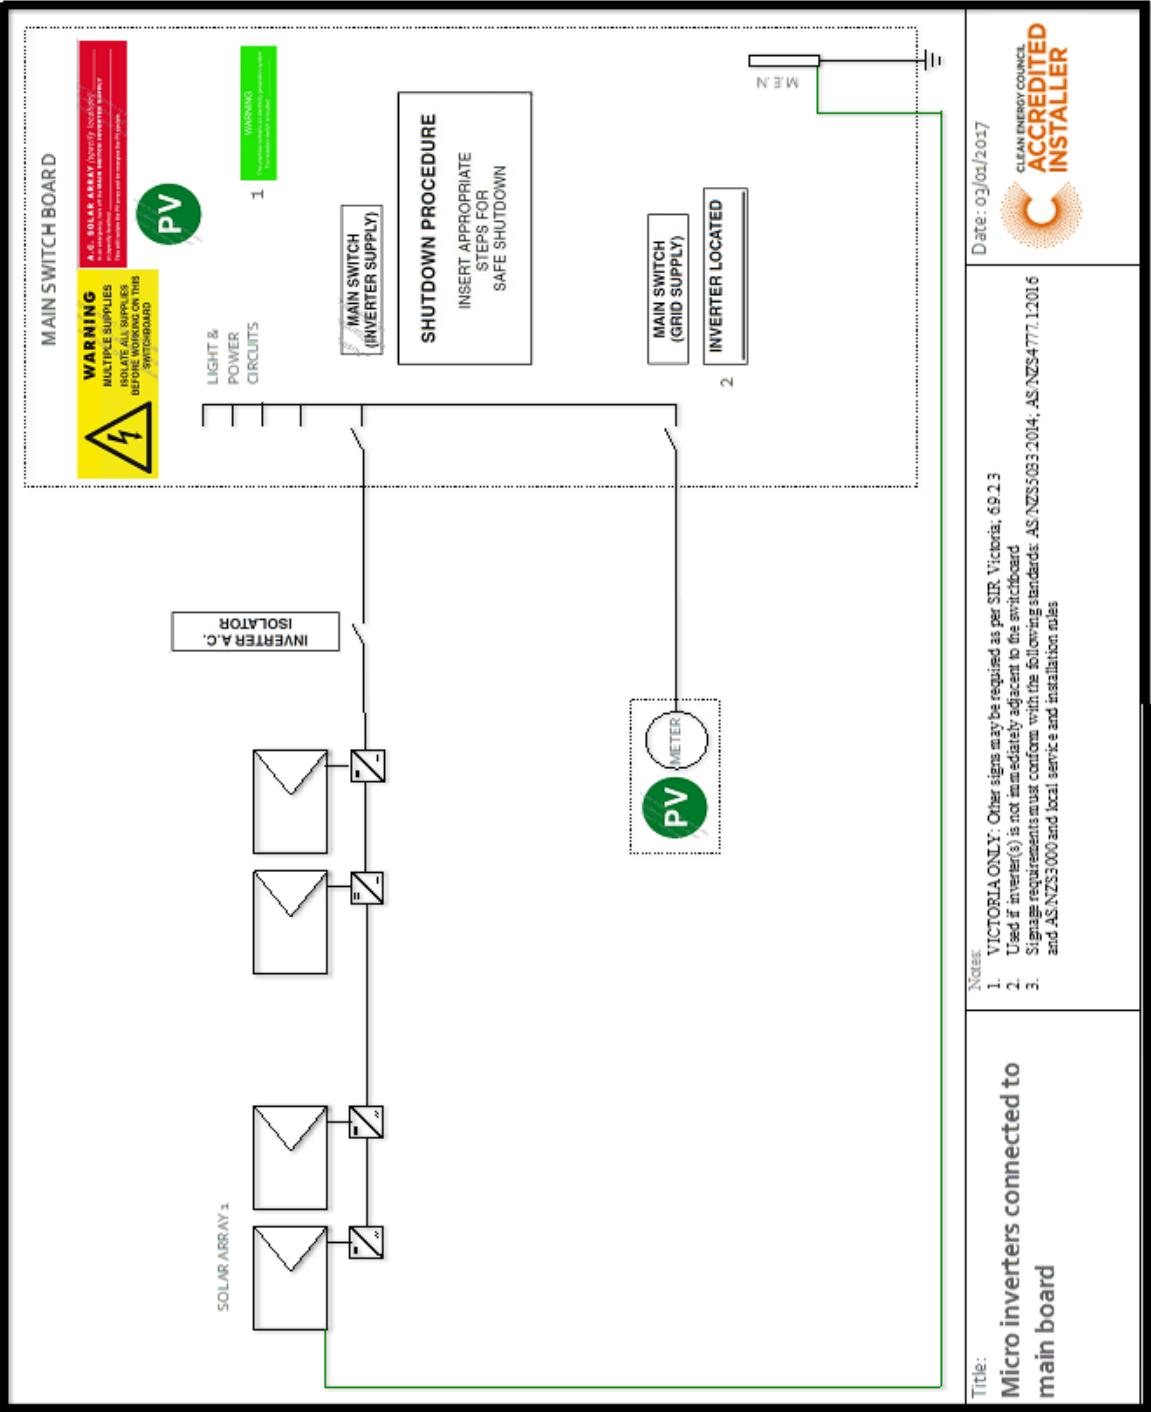 MAIN SWITCH BOARD
WARNING
MULTIPLE SUPPLIES
ISOLATE ALL SUPPLIES
BEFORE WORKING ON THIS
SWITCHBOARD
A.C. SOLAR ARRAY (specify location)
PV
WARNING
1
LIGHT &
POWER
CIRCUITS
MAIN SWITCH
(INVERTER SUPPLY)
SHUTDOWN PROCEDURE
INSERT APPROPRIATE
STEPS FOR
SAFE SHUTDOWN
MAIN SWITCH
(GRID SUPPLY)
INVERTER LOCATED
2
M.E.N
INVERTER A.C.
ISOLATOR
METER
PV
SOLAR ARRAY 1
Title:
Micro inverters connected to
main board
Notes:
1. VICTORIA ONLY: Other signs may be required as per SIR Victoria; 6.9.2.3
2. Used if inverter(s) is not immediately adjacent to the switchboard
3. Signage requirements must conform with the following standards: AS/NZS5033:2014; AS/NZS4777.1:2016
and AS/NZS3000 and local service and installation rules
Date: 03/01/2017
CLEAN ENERGY COUNCIL
ACCREDITED
INSTALLER